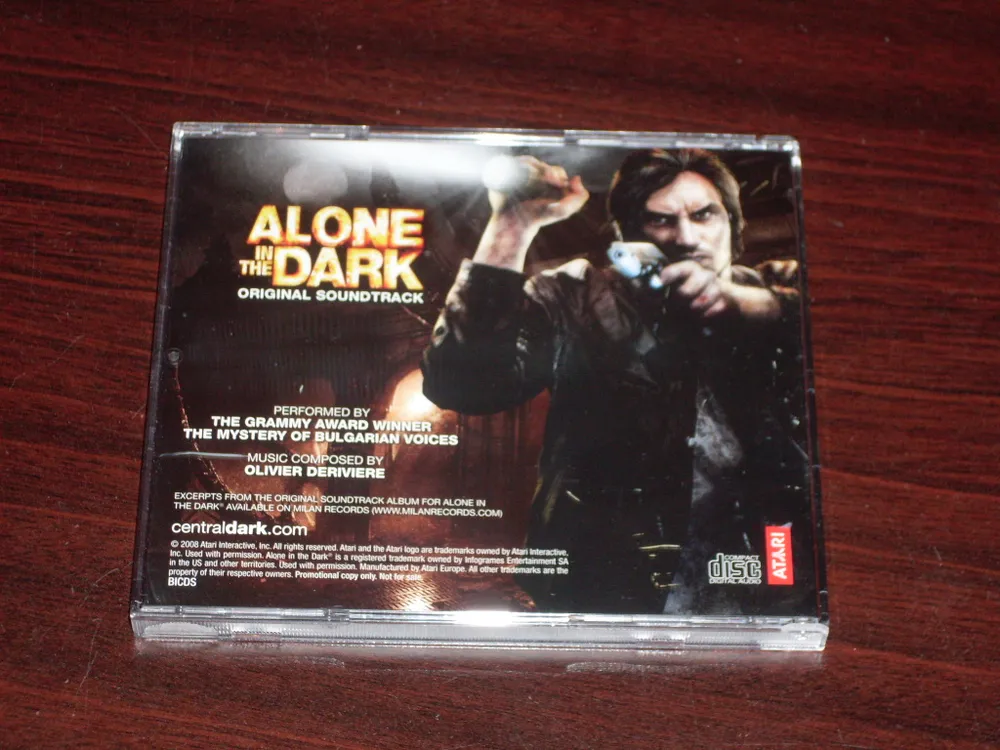 ALONE
IN THE DARK
ORIGINAL SOUNDTRACK
PERFORMED BY
THE GRAMMY AWARD WINNER
THE MYSTERY OF BULGARIAN VOICES
MUSIC COMPOSED BY
OLIVIER DERIVIERE
EXCERPTS FROM THE ORIGINAL SOUNDTRACK ALBUM FOR ALONE IN
THE DARK® AVAILABLE ON MILAN RECORDS (WWW.MILANRECORDS.COM)
centraldark.com
© 2008 Atari Interactive, Inc. All rights reserved. Atari and the Atari logo are trademarks owned by Atari Interactive,
Inc. Used with permission. Alone in the Dark® is a registered trademark owned by Infogrames Entertainment SA
in the US and other territories. Used with permission. Manufactured by Atari Europe. All other trademarks are the
property of their respective owners. Promotional copy only. Not for sale.
BICDS
COMPACT
disc
DIGITAL AUDIO
ATARI